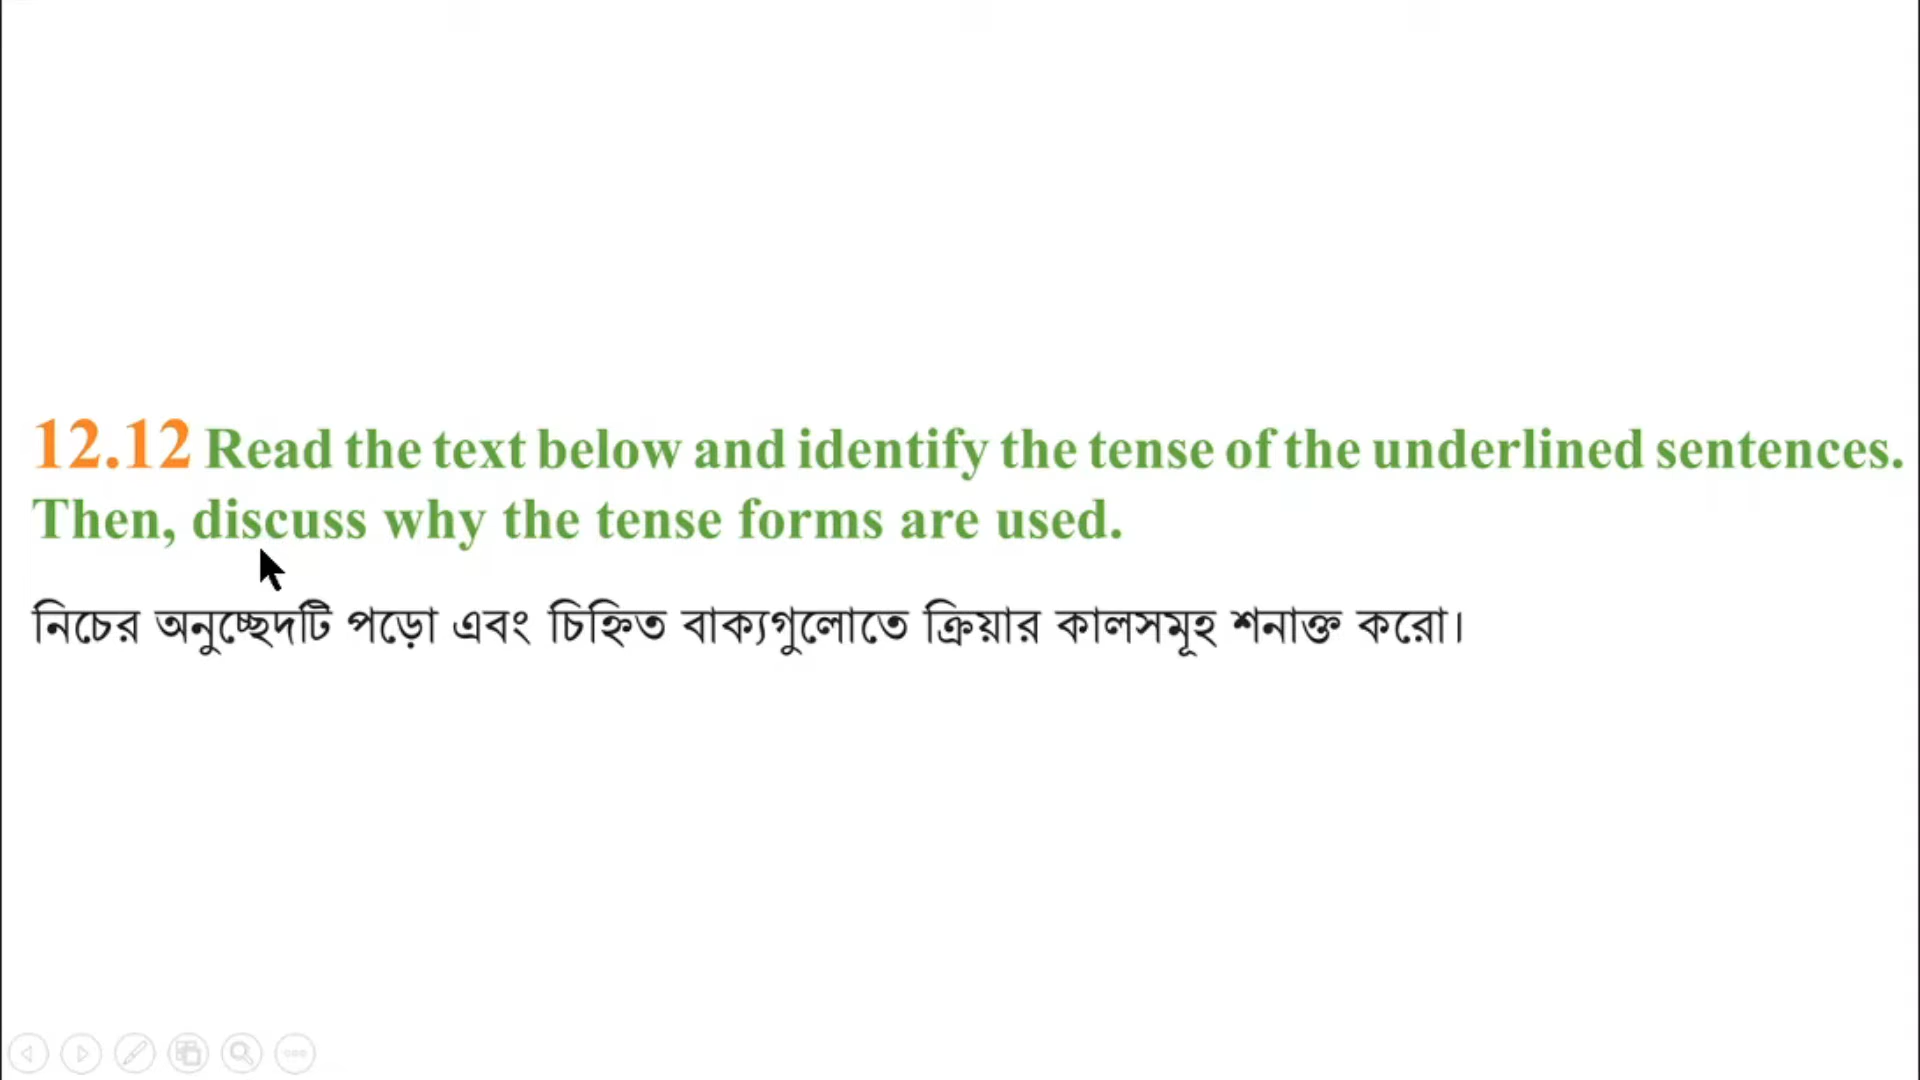 12.12 Read the text below and identify the tense of the underlined sentences.
Then, discuss why the tense forms are used.
নিচের অনুচ্ছেদটি পড়ো এবং চিহ্নিত বাক্যগুলোতে ক্রিয়ার কালসমূহ শনাক্ত করো।